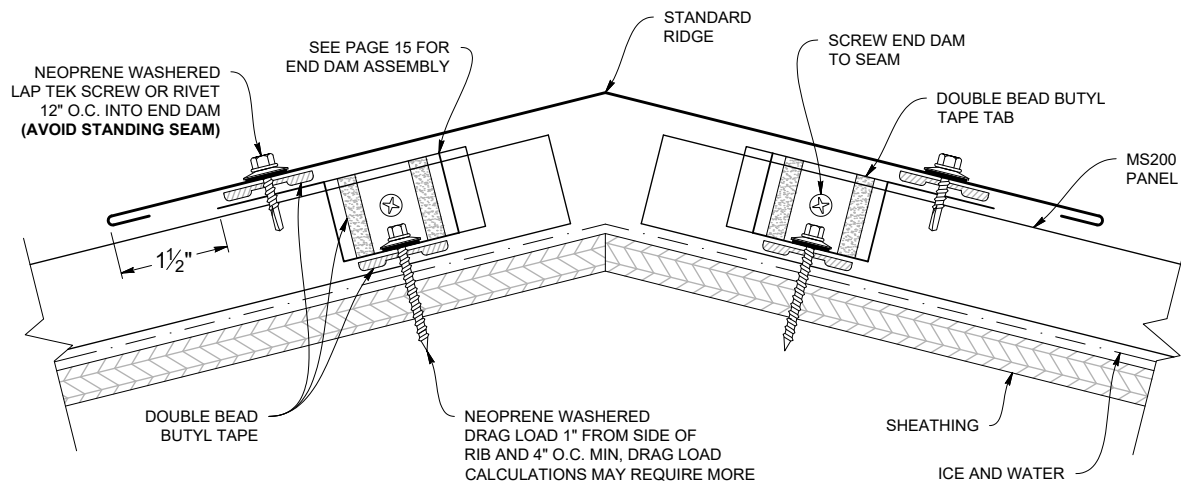 STANDARD
RIDGE
SEE PAGE 15 FOR
END DAM ASSEMBLY
SCREW END DAM
TO SEAM
NEOPRENE WASHERED
LAP TEK SCREW OR RIVET
12" O.C. INTO END DAM
(AVOID STANDING SEAM)
DOUBLE BEAD BUTYL
TAPE TAB
MS200
PANEL
1½"
DOUBLE BEAD
BUTYL TAPE
NEOPRENE WASHERED
DRAG LOAD 1" FROM SIDE OF
RIB AND 4" O.C. MIN, DRAG LOAD
CALCULATIONS MAY REQUIRE MORE
SHEATHING
ICE AND WATER